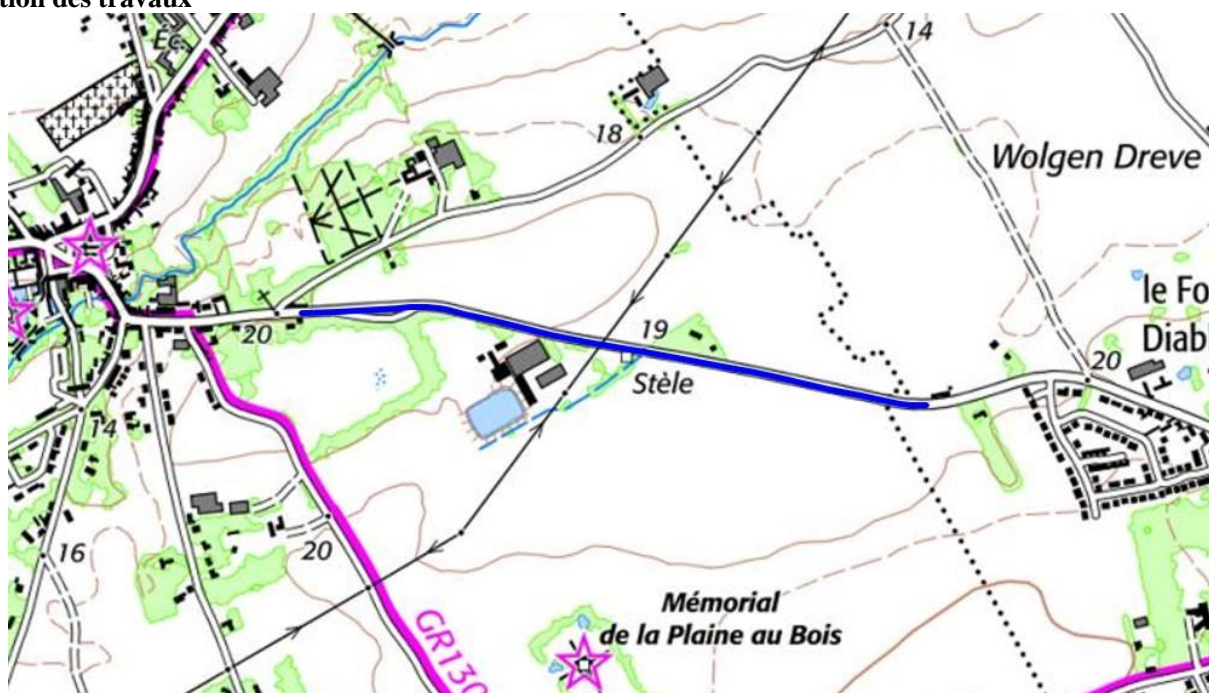 tion des travaux
Éc.
14
18
Wolgen Dreve
le Fo
Diabl
20
19
20
Stèle
14
20
16
Mémorial
de la Plaine au Bois
GR130